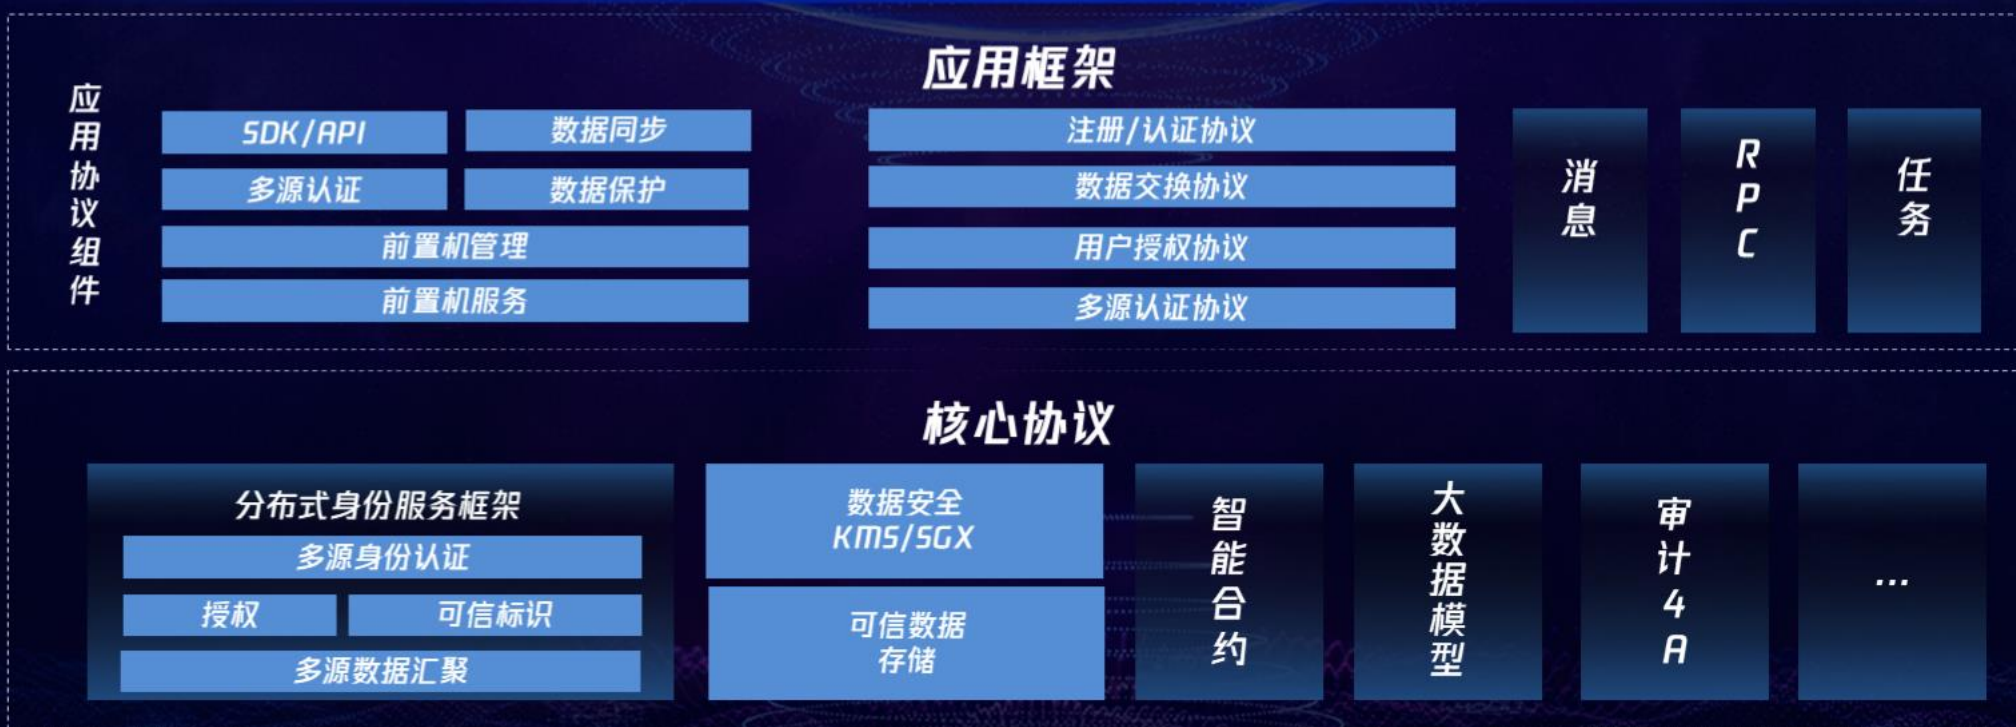 应用框架
应用协议组件
SDK/API
数据同步
多源认证
数据保护
前置机管理
前置机服务
注册/认证协议
数据交换协议
用户授权协议
多源认证协议
消息
RPC
任务
核心协议
分布式身份服务框架
多源身份认证
授权
可信标识
多源数据汇聚
数据安全
KMS/SGX
可信数据
存储
智能合约
大数据模型
审计4A
...